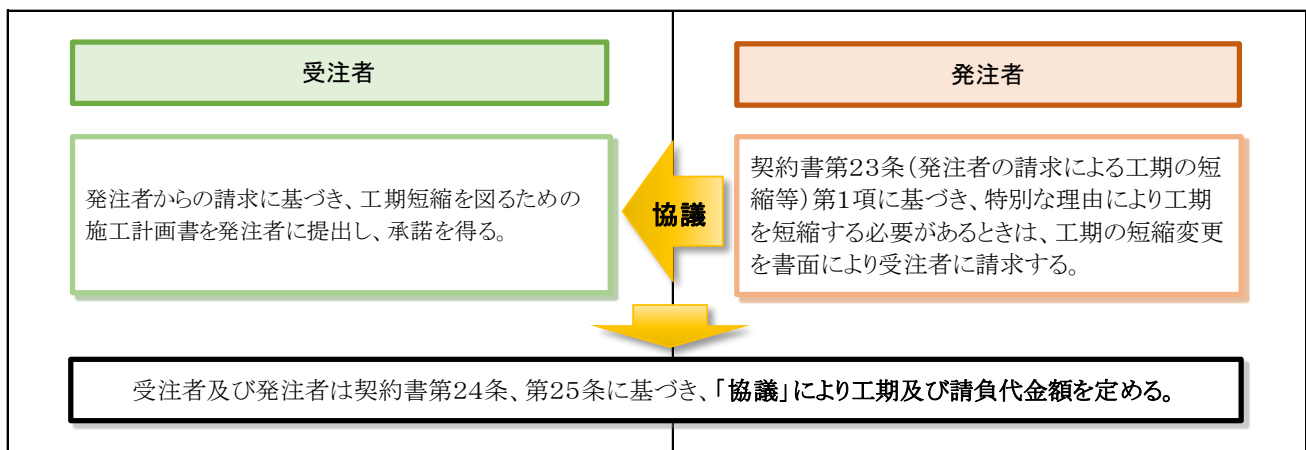 受注者
発注者
発注者からの請求に基づき、工期短縮を図るための
施工計画書を発注者に提出し、承諾を得る。
協議
契約書第23条(発注者の請求による工期の短
縮等)第1項に基づき、特別な理由により工期
を短縮する必要があるときは、工期の短縮変更
を書面により受注者に請求する。
受注者及び発注者は契約書第24条、第25条に基づき、「協議」により工期及び請負代金額を定める。